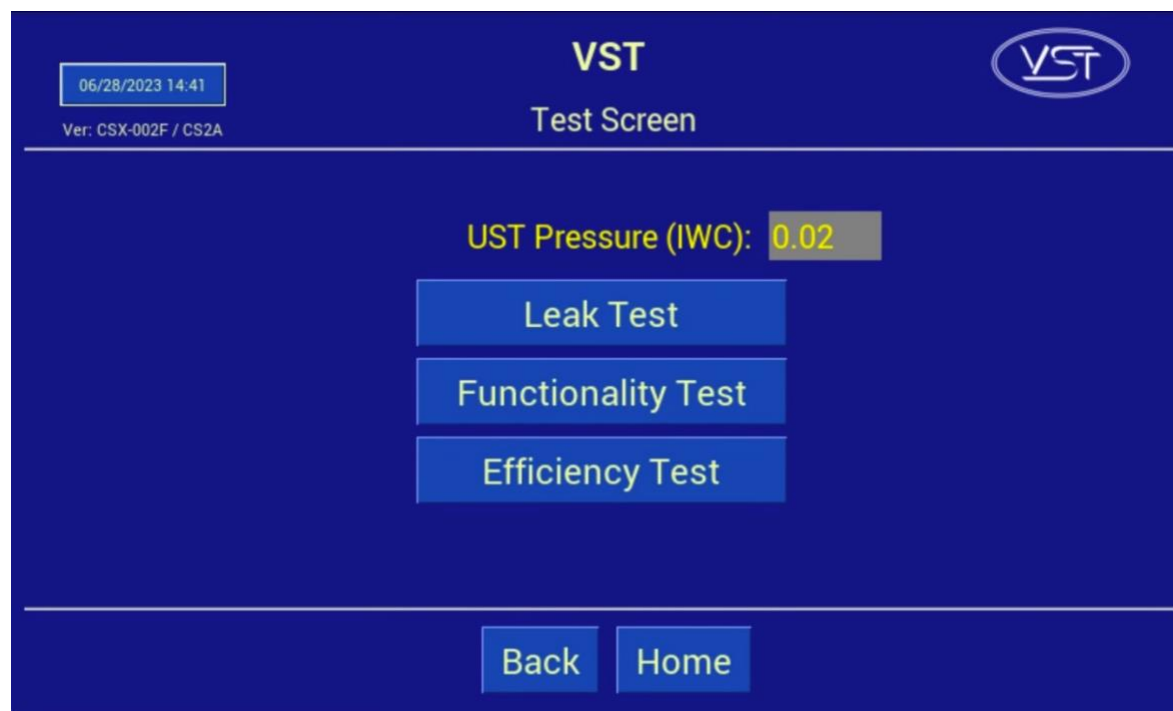 06/28/2023 14:41
Ver: CSX-002F / CS2A
VST
Test Screen
VST
UST Pressure (IWC): 0.02
Leak Test
Functionality Test
Efficiency Test
Back Home